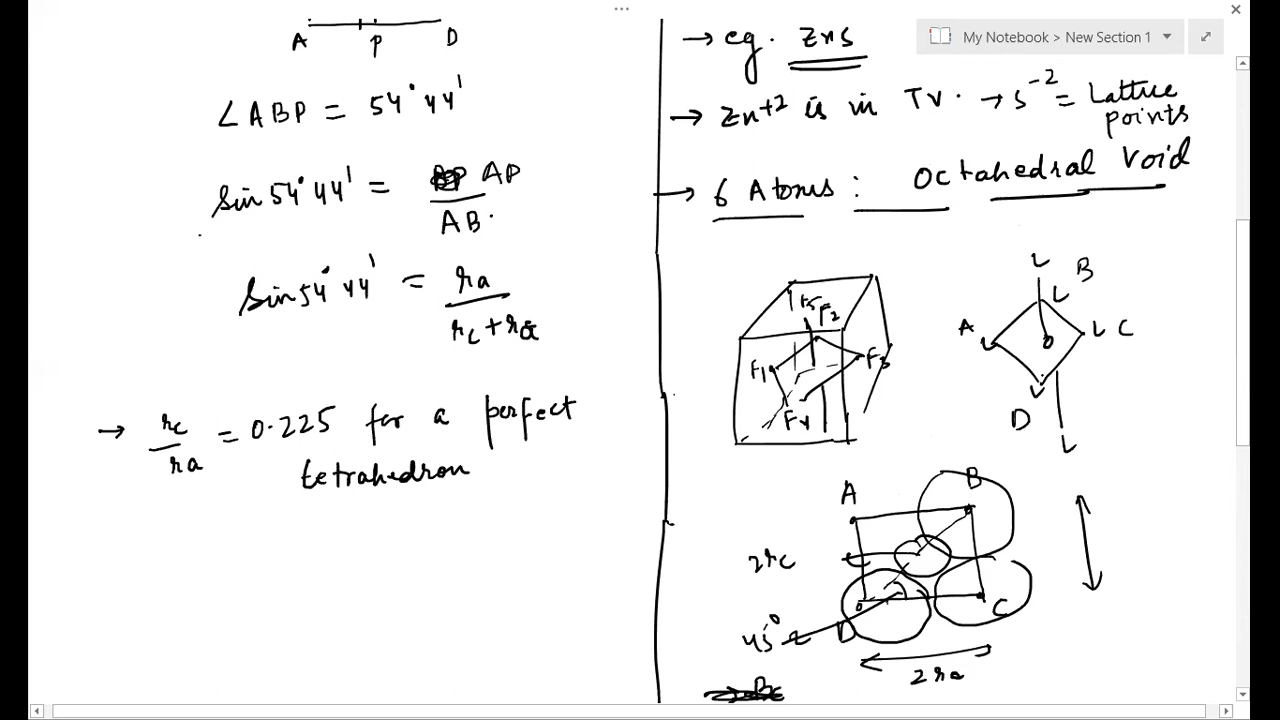 A P D
∠ABP = 54°44'
Sin 54°44' = AP / AB.
Sin 54°44' = ra / rc + ra
→ rc / ra = 0.225 for a perfect
tetrahedron
My Notebook > New Section 1
→ eg. ZnS
→ Zn+2 is in TV. → S-2 = Lattice
points
→ 6 Atoms : Octahedral Void
F5
F2
F1 F3
F4
L B
L
A L C
L
D
L
A B
2rc
45° D C
2ra